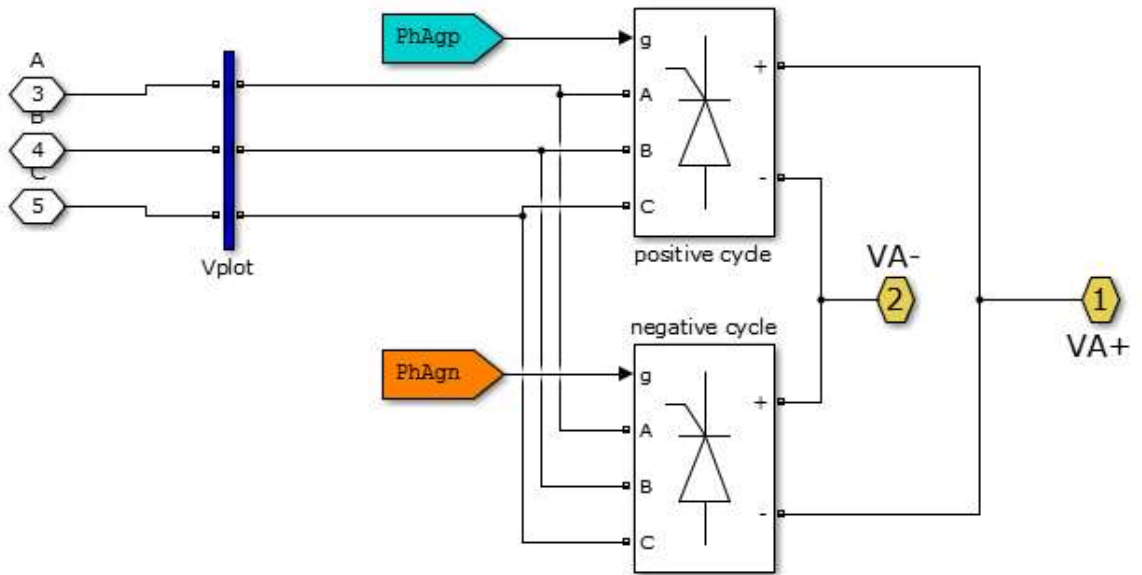 A
3
B
4
C
5
Vplot
PhAgp
g
A
B
C
+
-
positive cycle
VA-
2
1
VA+
negative cycle
PhAgn
g
A
B
C
+
-